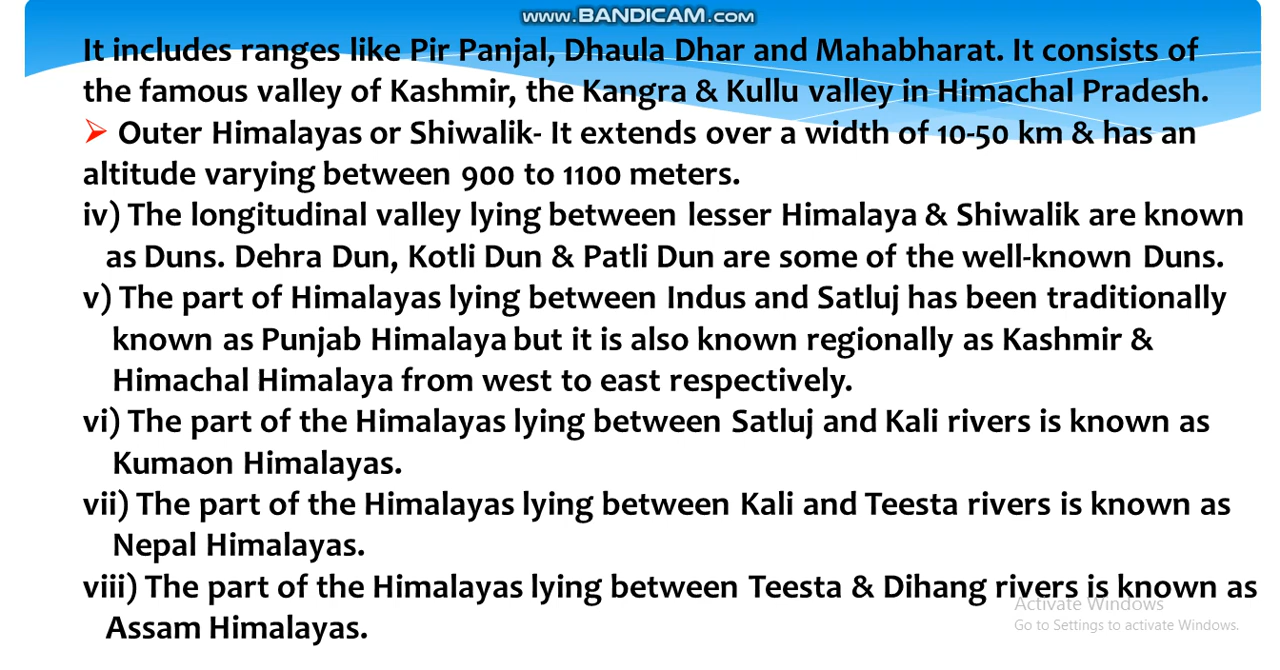 www.BANDICAM.com
It includes ranges like Pir Panjal, Dhaula Dhar and Mahabharat. It consists of
the famous valley of Kashmir, the Kangra & Kullu valley in Himachal Pradesh.
➢ Outer Himalayas or Shiwalik- It extends over a width of 10-50 km & has an
altitude varying between 900 to 1100 meters.
iv) The longitudinal valley lying between lesser Himalaya & Shiwalik are known
as Duns. Dehra Dun, Kotli Dun & Patli Dun are some of the well-known Duns.
v) The part of Himalayas lying between Indus and Satluj has been traditionally
known as Punjab Himalaya but it is also known regionally as Kashmir &
Himachal Himalaya from west to east respectively.
vi) The part of the Himalayas lying between Satluj and Kali rivers is known as
Kumaon Himalayas.
vii) The part of the Himalayas lying between Kali and Teesta rivers is known as
Nepal Himalayas.
viii) The part of the Himalayas lying between Teesta & Dihang rivers is known as
Assam Himalayas.
Activate Windows
Go to Settings to activate Windows.